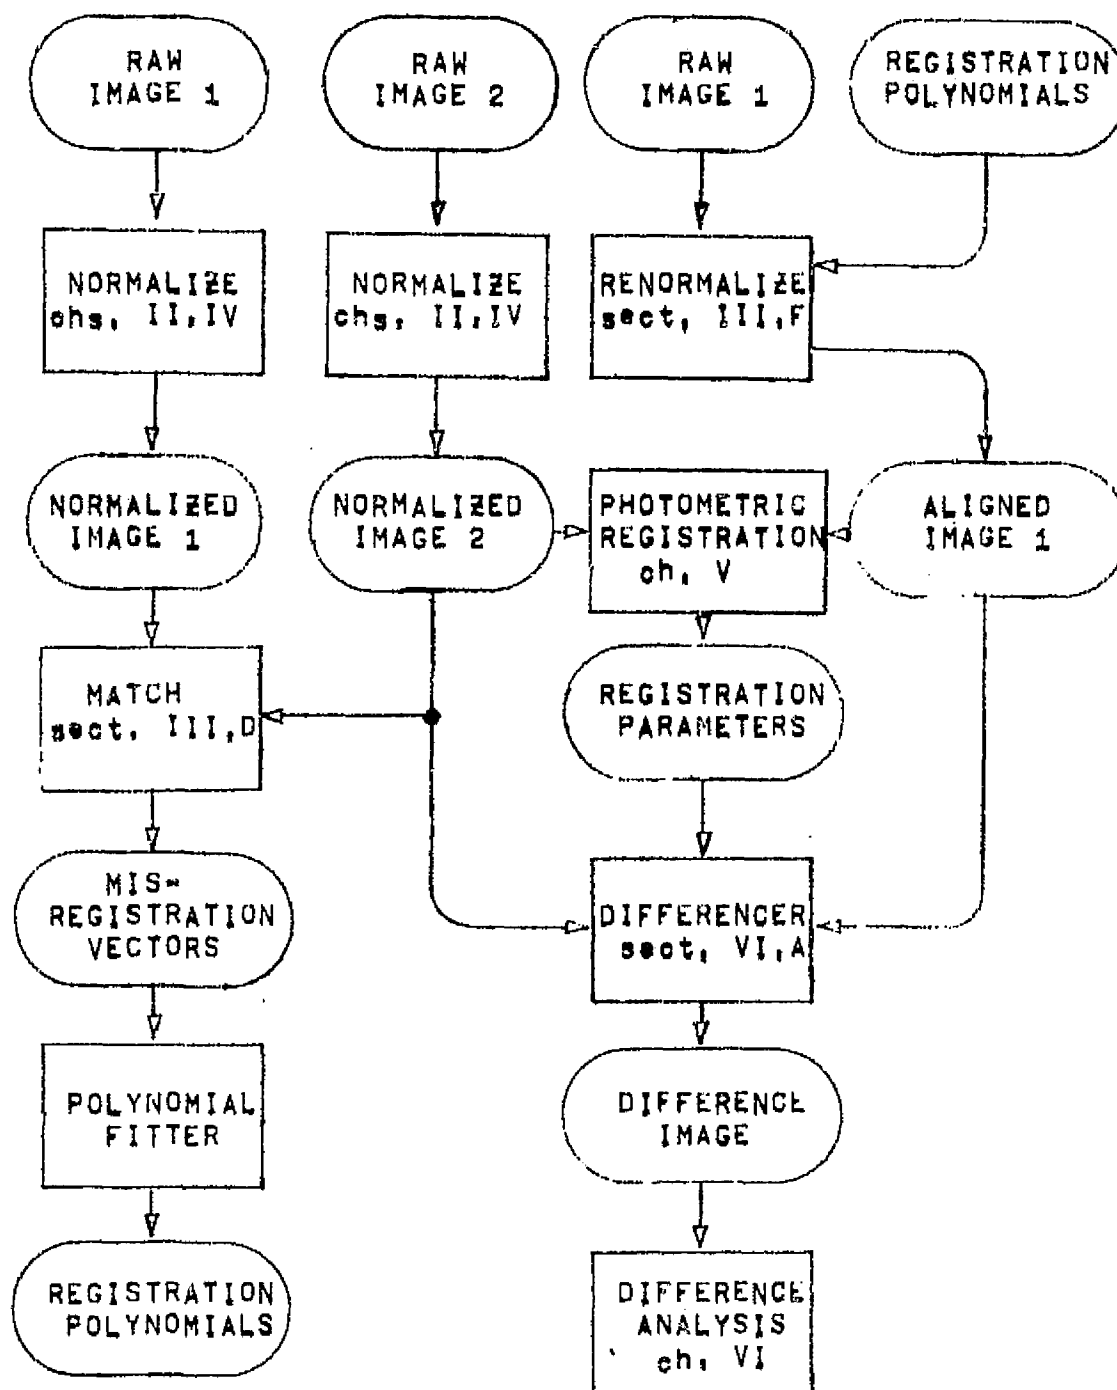 RAW
IMAGE 1
RAW
IMAGE 2
RAW
IMAGE 1
REGISTRATION
POLYNOMIALS
NORMALIZE
chs, II,IV
NORMALIZE
chs, II,IV
RENORMALIZE
sect, III,F
NORMALIZED
IMAGE 1
NORMALIZED
IMAGE 2
PHOTOMETRIC
REGISTRATION
ch, V
ALIGNED
IMAGE 1
MATCH
sect, III,D
REGISTRATION
PARAMETERS
MIS-
REGISTRATION
VECTORS
DIFFERENCER
sect, VI,A
POLYNOMIAL
FITTER
DIFFERENCE
IMAGE
REGISTRATION
POLYNOMIALS
DIFFERENCE
ANALYSIS
ch, VI